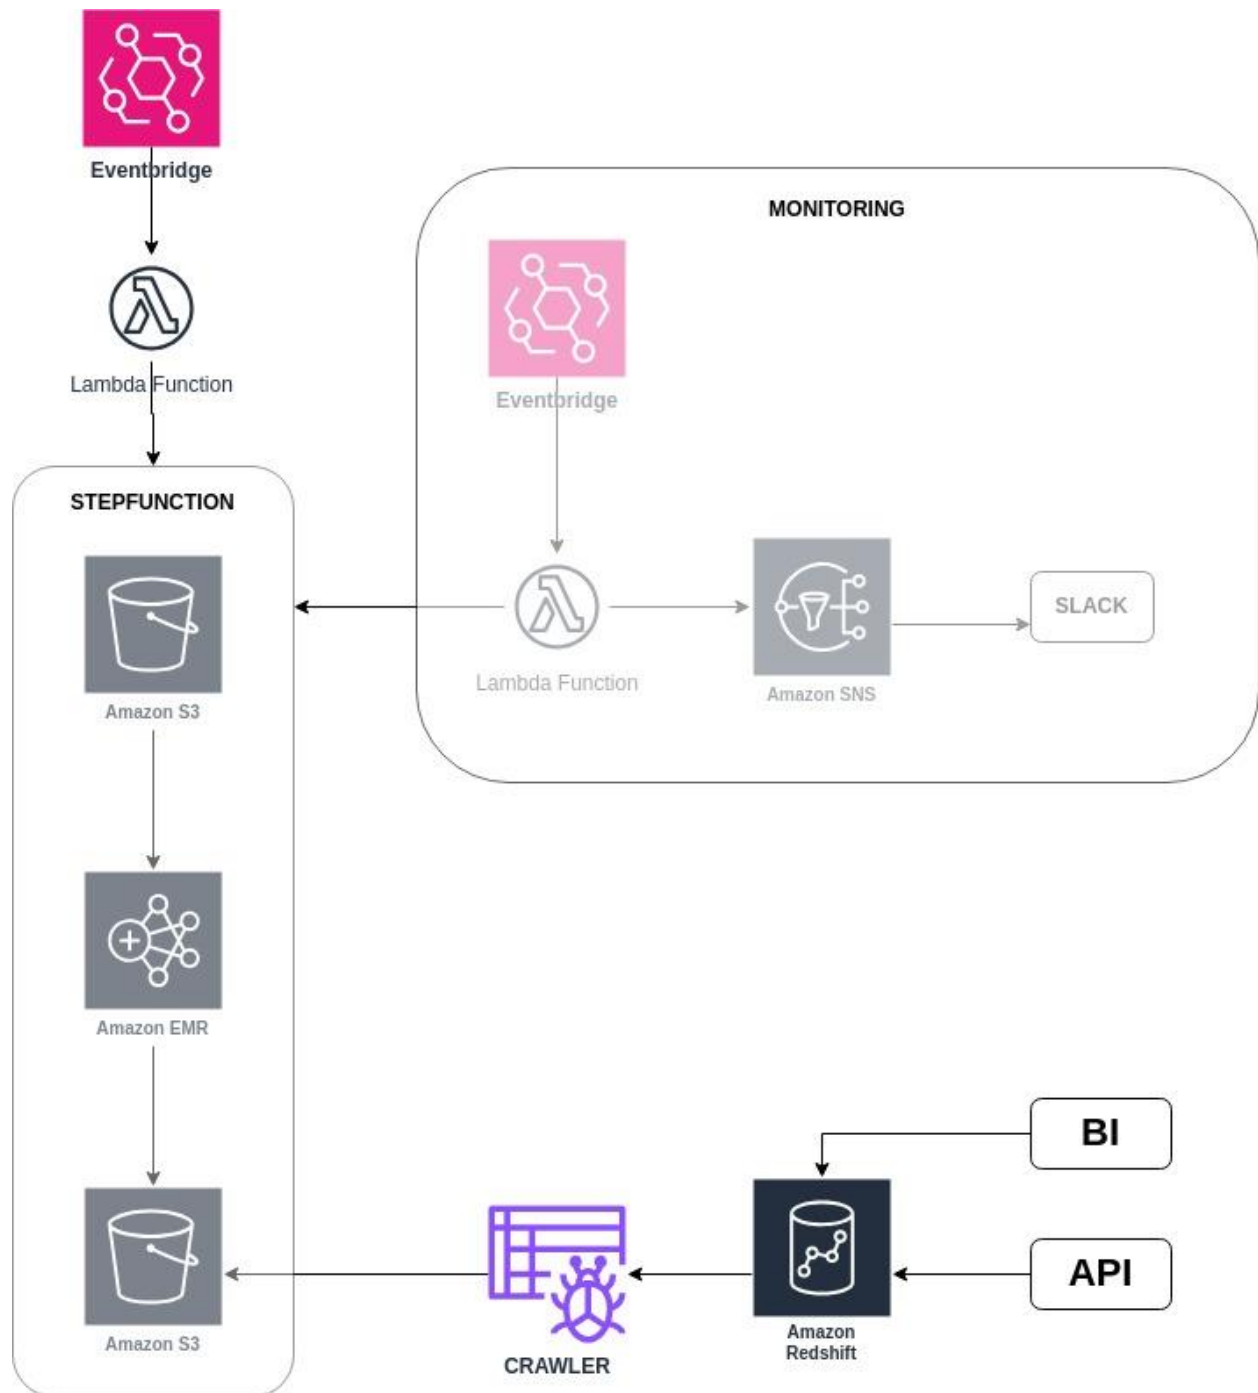 Eventbridge
MONITORING
Eventbridge
Lambda Function
STEPFUNCTION
SLACK
Lambda Function
Amazon SNS
Amazon S3
Amazon EMR
BI
API
Amazon
Redshift
Amazon S3
CRAWLER